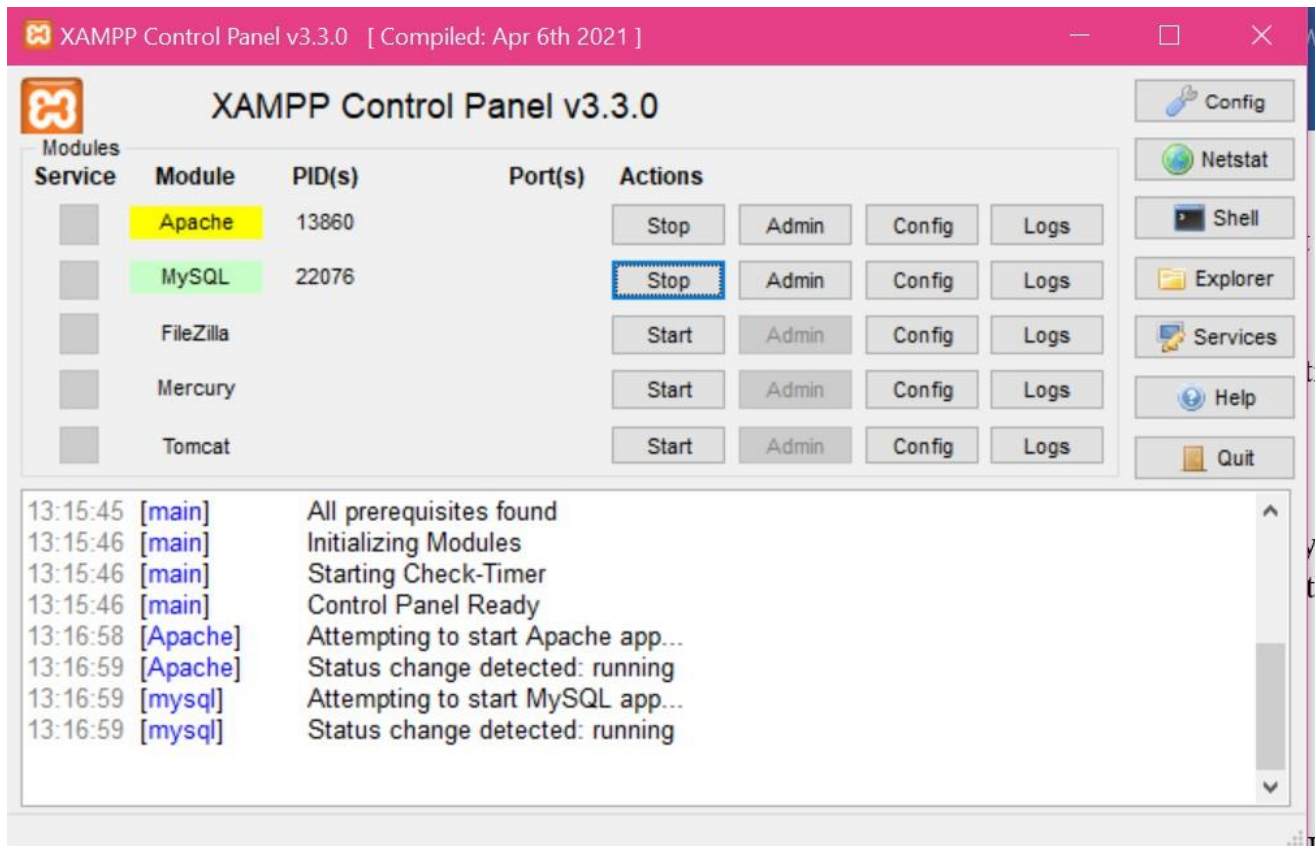 XAMPP Control Panel v3.3.0 [ Compiled: Apr 6th 2021 ]
XAMPP Control Panel v3.3.0
Modules
Service Module PID(s) Port(s) Actions
Apache 13860 Stop Admin Config Logs
MySQL 22076 Stop Admin Config Logs
FileZilla Start Admin Config Logs
Mercury Start Admin Config Logs
Tomcat Start Admin Config Logs
Config
Netstat
Shell
Explorer
Services
Help
Quit
13:15:45 [main] All prerequisites found
13:15:46 [main] Initializing Modules
13:15:46 [main] Starting Check-Timer
13:15:46 [main] Control Panel Ready
13:16:58 [Apache] Attempting to start Apache app...
13:16:59 [Apache] Status change detected: running
13:16:59 [mysql] Attempting to start MySQL app...
13:16:59 [mysql] Status change detected: running